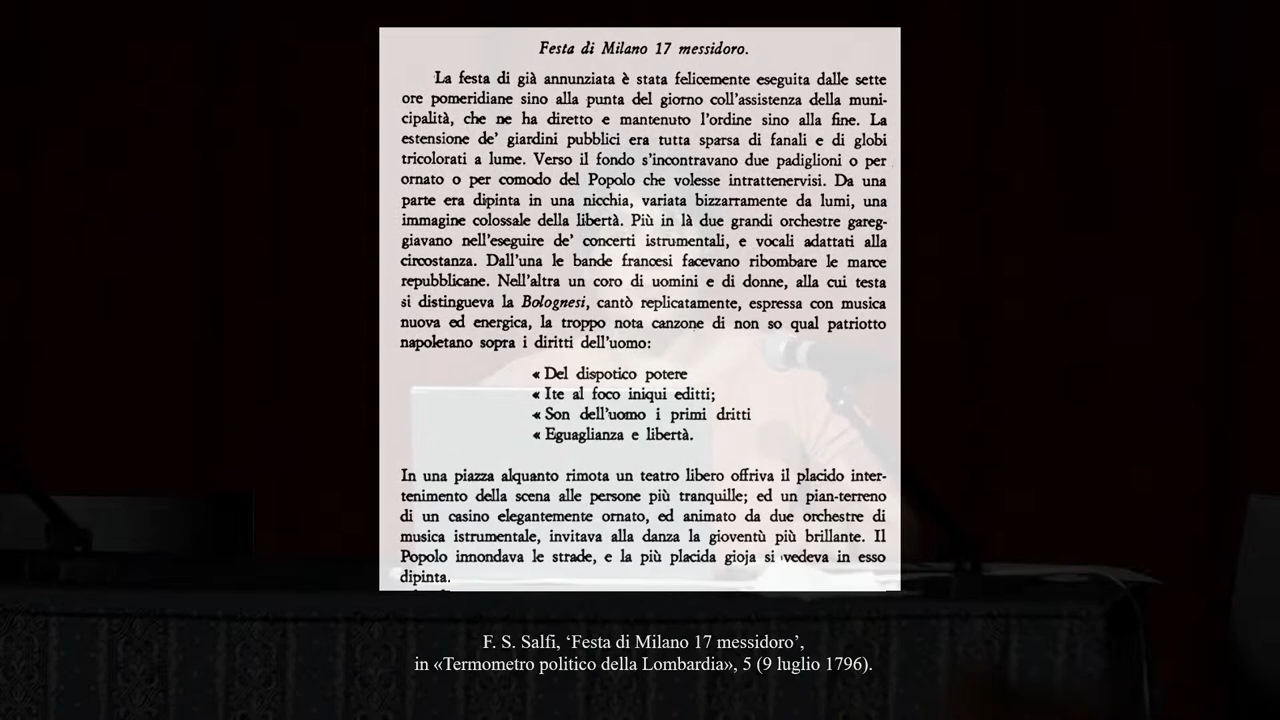 Festa di Milano 17 messidoro.
La festa di già annunziata è stata felicemente eseguita dalle sette
ore pomeridiane sino alla punta del giorno coll'assistenza della muni-
cipalità, che ne ha diretto e mantenuto l'ordine sino alla fine. La
estensione de' giardini pubblici era tutta sparsa di fanali e di globi
tricolorati a lume. Verso il fondo s'incontravano due padiglioni o per
ornato o per comodo del Popolo che volesse intrattenervisi. Da una
parte era dipinta in una nicchia, variata bizzarramente da lumi, una
immagine colossale della libertà. Più in là due grandi orchestre gareg-
giavano nell'eseguire de' concerti istrumentali, e vocali adattati alla
circostanza. Dall'una le bande francesi facevano ribombare le marce
repubblicane. Nell'altra un coro di uomini e di donne, alla cui testa
si distingueva la Bolognesi, cantò replicatamente, espressa con musica
nuova ed energica, la troppo nota canzone di non so qual patriotto
napoletano sopra i diritti dell'uomo:
« Del dispotico potere
« Ite al foco iniqui editti;
« Son dell'uomo i primi dritti
« Eguaglianza e libertà.
In una piazza alquanto rimota un teatro libero offriva il placido inter-
tenimento della scena alle persone più tranquille; ed un pian-terreno
di un casino elegantemente ornato, ed animato da due orchestre di
musica istrumentale, invitava alla danza la gioventù più brillante. Il
Popolo innondava le strade, e la più placida gioja si vedeva in esso
dipinta.
F. S. Salfi, ‘Festa di Milano 17 messidoro’,
in «Termometro politico della Lombardia», 5 (9 luglio 1796).